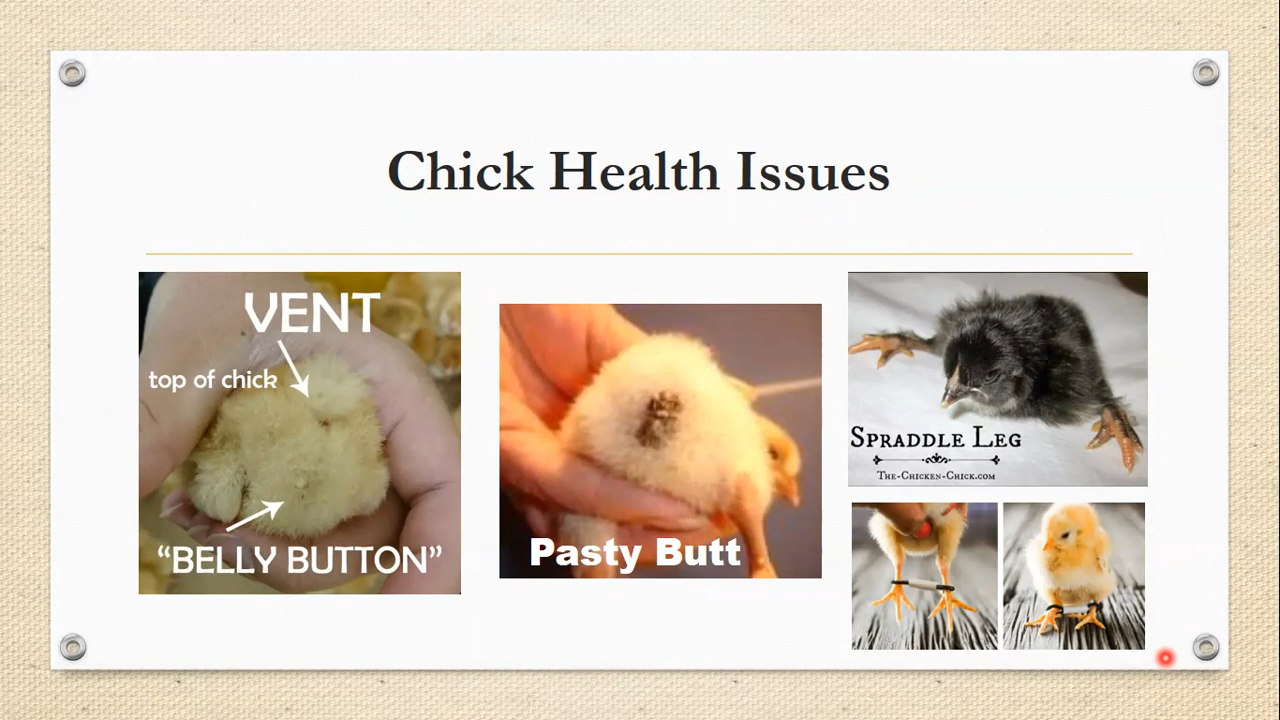 Chick Health Issues
VENT
top of chick
"BELLY BUTTON"
Pasty Butt
SPRADDLE LEG
THE-CHICKEN-CHICK.COM